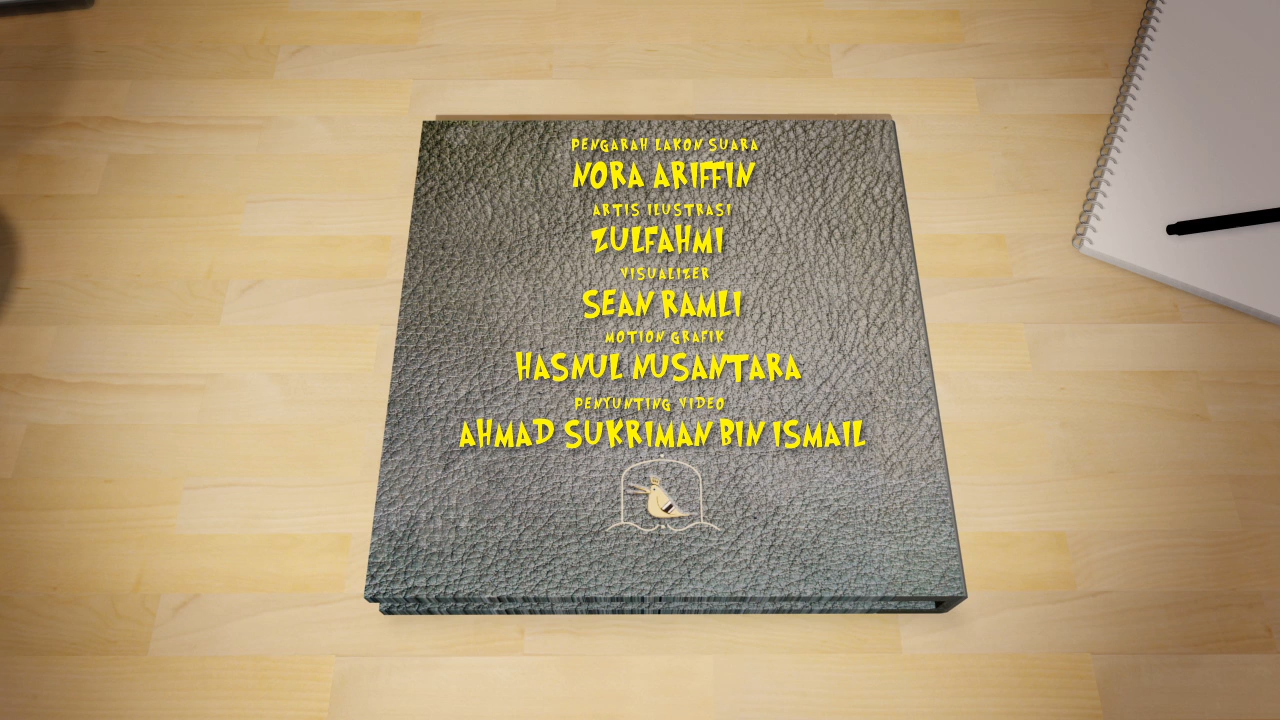 PENGARAH LAKON SUARA
NORA ARIFFIN
ARTIS ILUSTRASI
ZULFAHMI
VISUALIZER
SEAN RAMLI
MOTION GRAFIK
HASNUL NUSANTARA
PENYUNTING VIDEO
AHMAD SUKRIMAN BIN ISMAIL